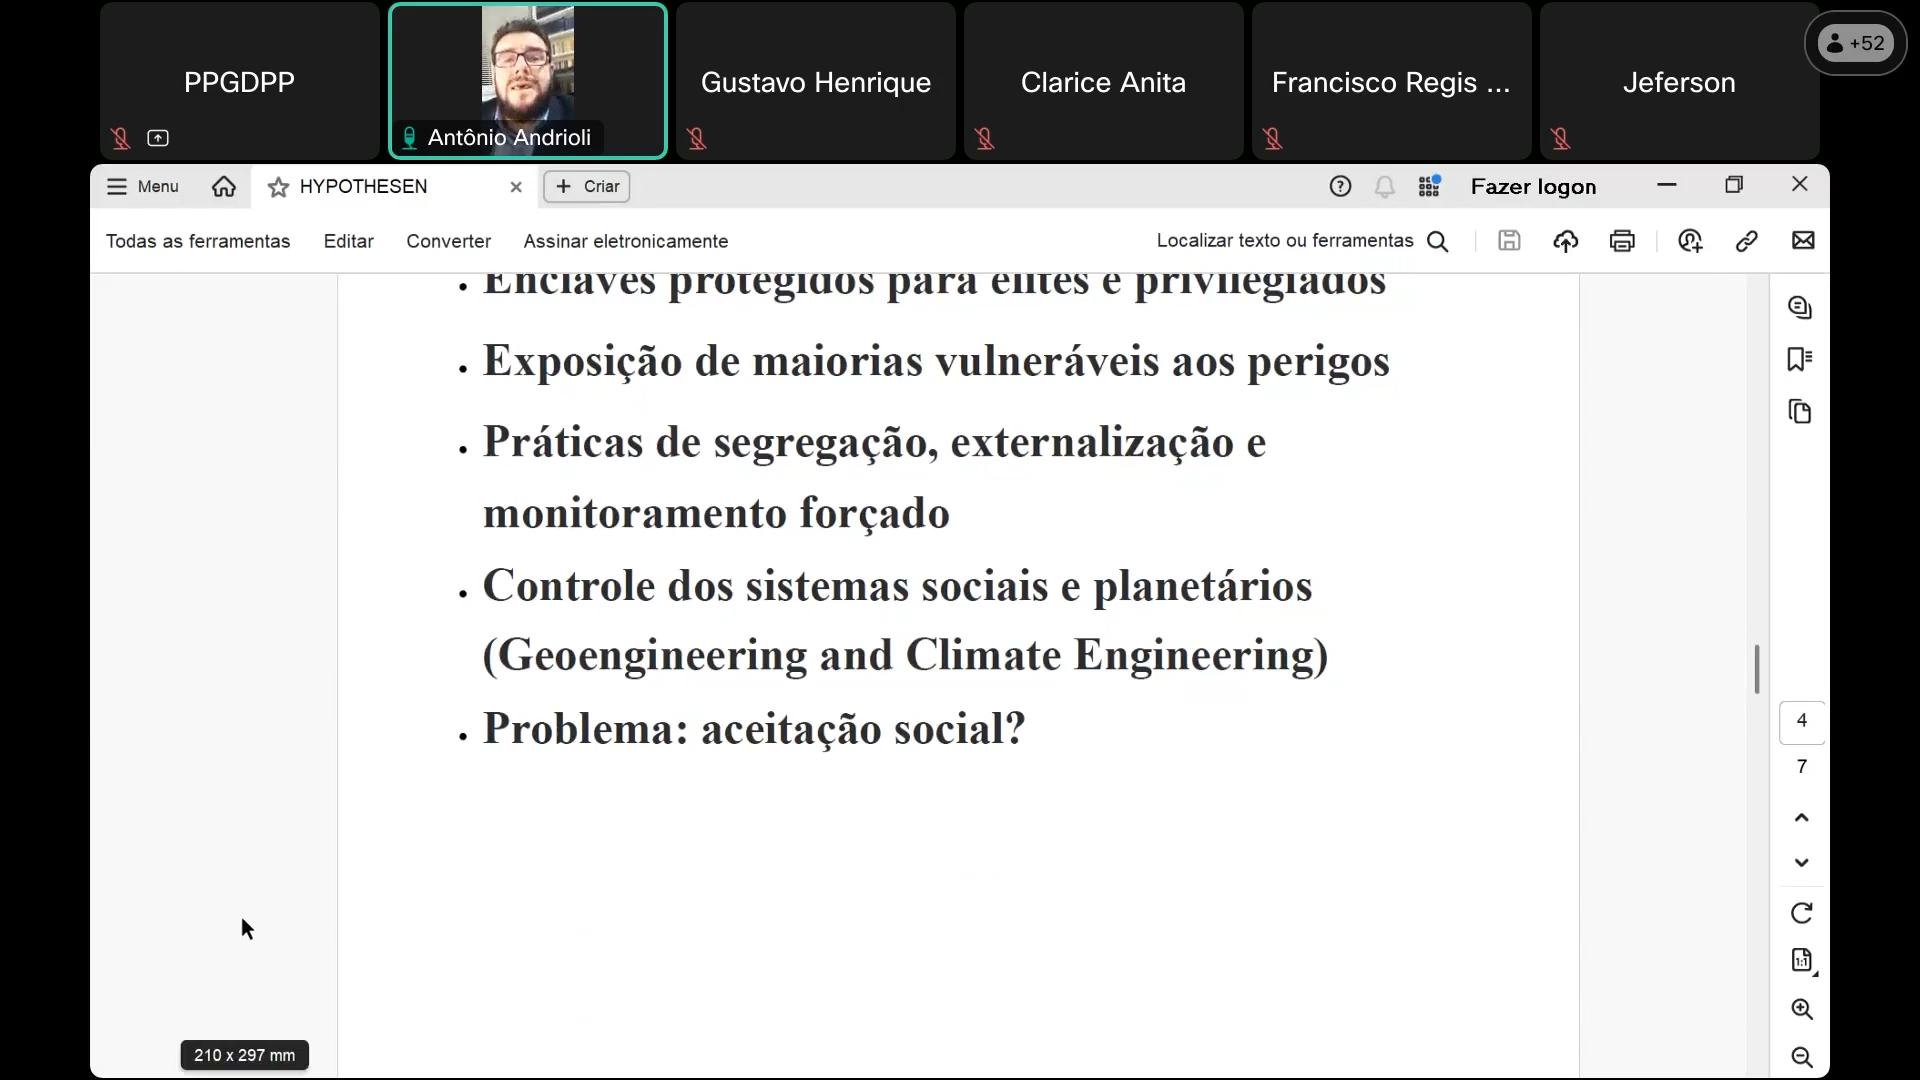 PPGDPP
Antônio Andrioli
Gustavo Henrique
Clarice Anita
Francisco Regis ...
Jeferson
+52
Menu
HYPOTHESEN
Criar
Fazer logon
Todas as ferramentas
Editar
Converter
Assinar eletronicamente
Localizar texto ou ferramentas
• Enclaves protegidos para elites e privilegiados
• Exposição de maiorias vulneráveis aos perigos
• Práticas de segregação, externalização e
monitoramento forçado
• Controle dos sistemas sociais e planetários
(Geoengineering and Climate Engineering)
• Problema: aceitação social?
4
7
1:1
210 x 297 mm